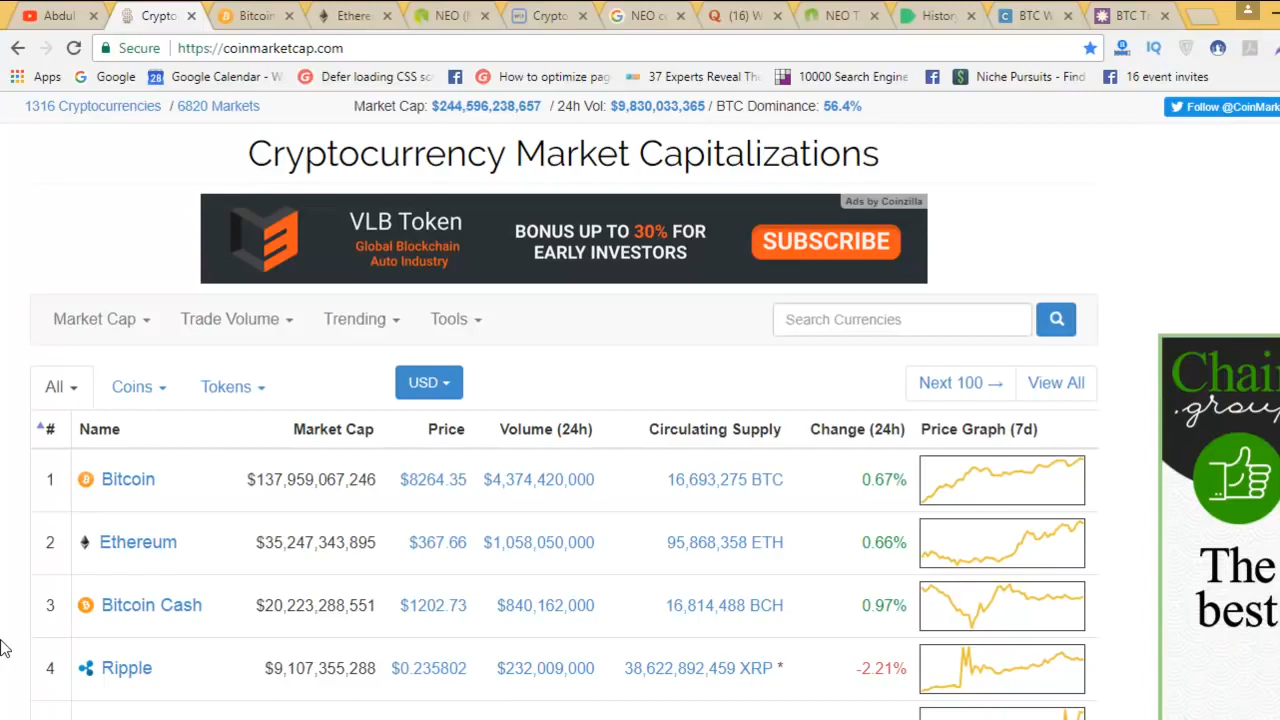 Abdul Crypto Bitcoin Ethere NEO ( Crypto NEO c (16) W NEO T History BTC W BTC T
Secure https://coinmarketcap.com IQ
Apps Google Google Calendar - W Defer loading CSS sc How to optimize pag 37 Experts Reveal The 10000 Search Engine Niche Pursuits - Find 16 event invites
1316 Cryptocurrencies / 6820 Markets Market Cap: $244,596,238,657 / 24h Vol: $9,830,033,365 / BTC Dominance: 56.4% Follow @CoinMark
Cryptocurrency Market Capitalizations
Ads by Coinzilla
VLB Token
Global Blockchain
Auto Industry
BONUS UP TO 30% FOR
EARLY INVESTORS
SUBSCRIBE
Market Cap Trade Volume Trending Tools Search Currencies
All Coins Tokens USD Next 100 → View All
# Name Market Cap Price Volume (24h) Circulating Supply Change (24h) Price Graph (7d)
1 Bitcoin $137,959,067,246 $8264.35 $4,374,420,000 16,693,275 BTC 0.67%
2 Ethereum $35,247,343,895 $367.66 $1,058,050,000 95,868,358 ETH 0.66%
3 Bitcoin Cash $20,223,288,551 $1202.73 $840,162,000 16,814,488 BCH 0.97%
4 Ripple $9,107,355,288 $0.235802 $232,009,000 38,622,892,459 XRP * -2.21%
Chai
.grou
The
best